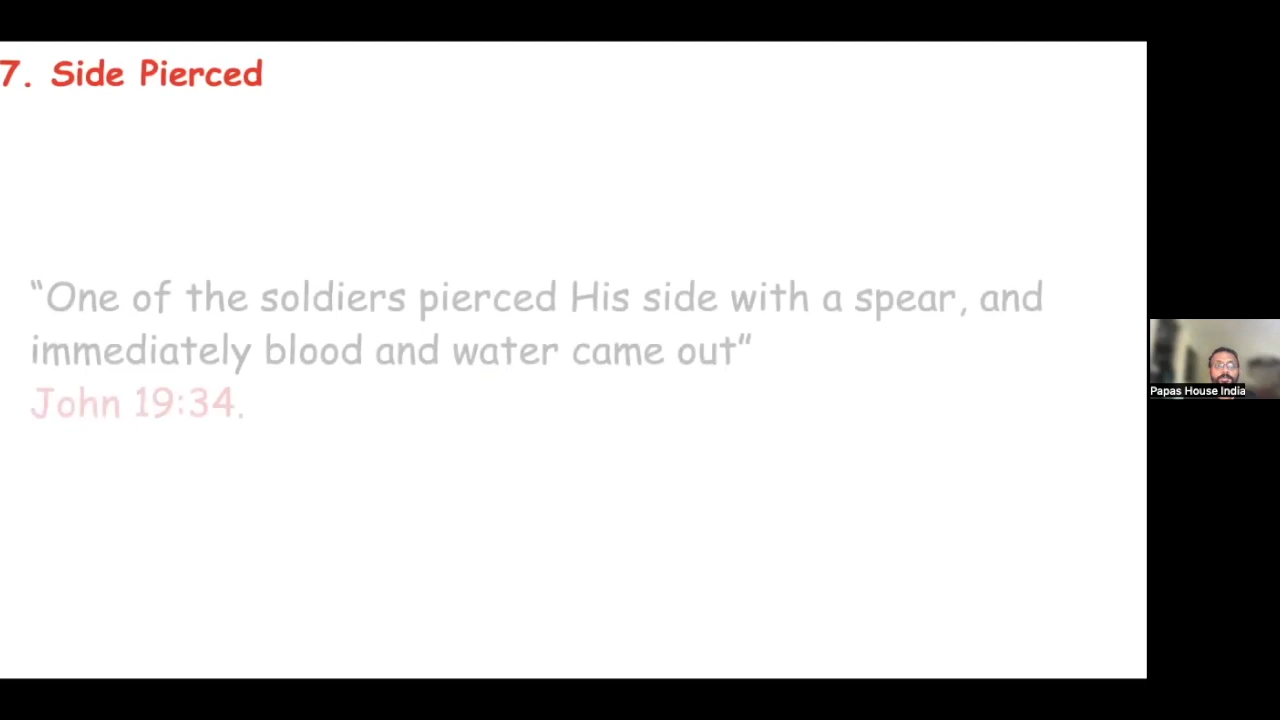 7. Side Pierced
“One of the soldiers pierced His side with a spear, and
immediately blood and water came out”
John 19:34.
Papas House India